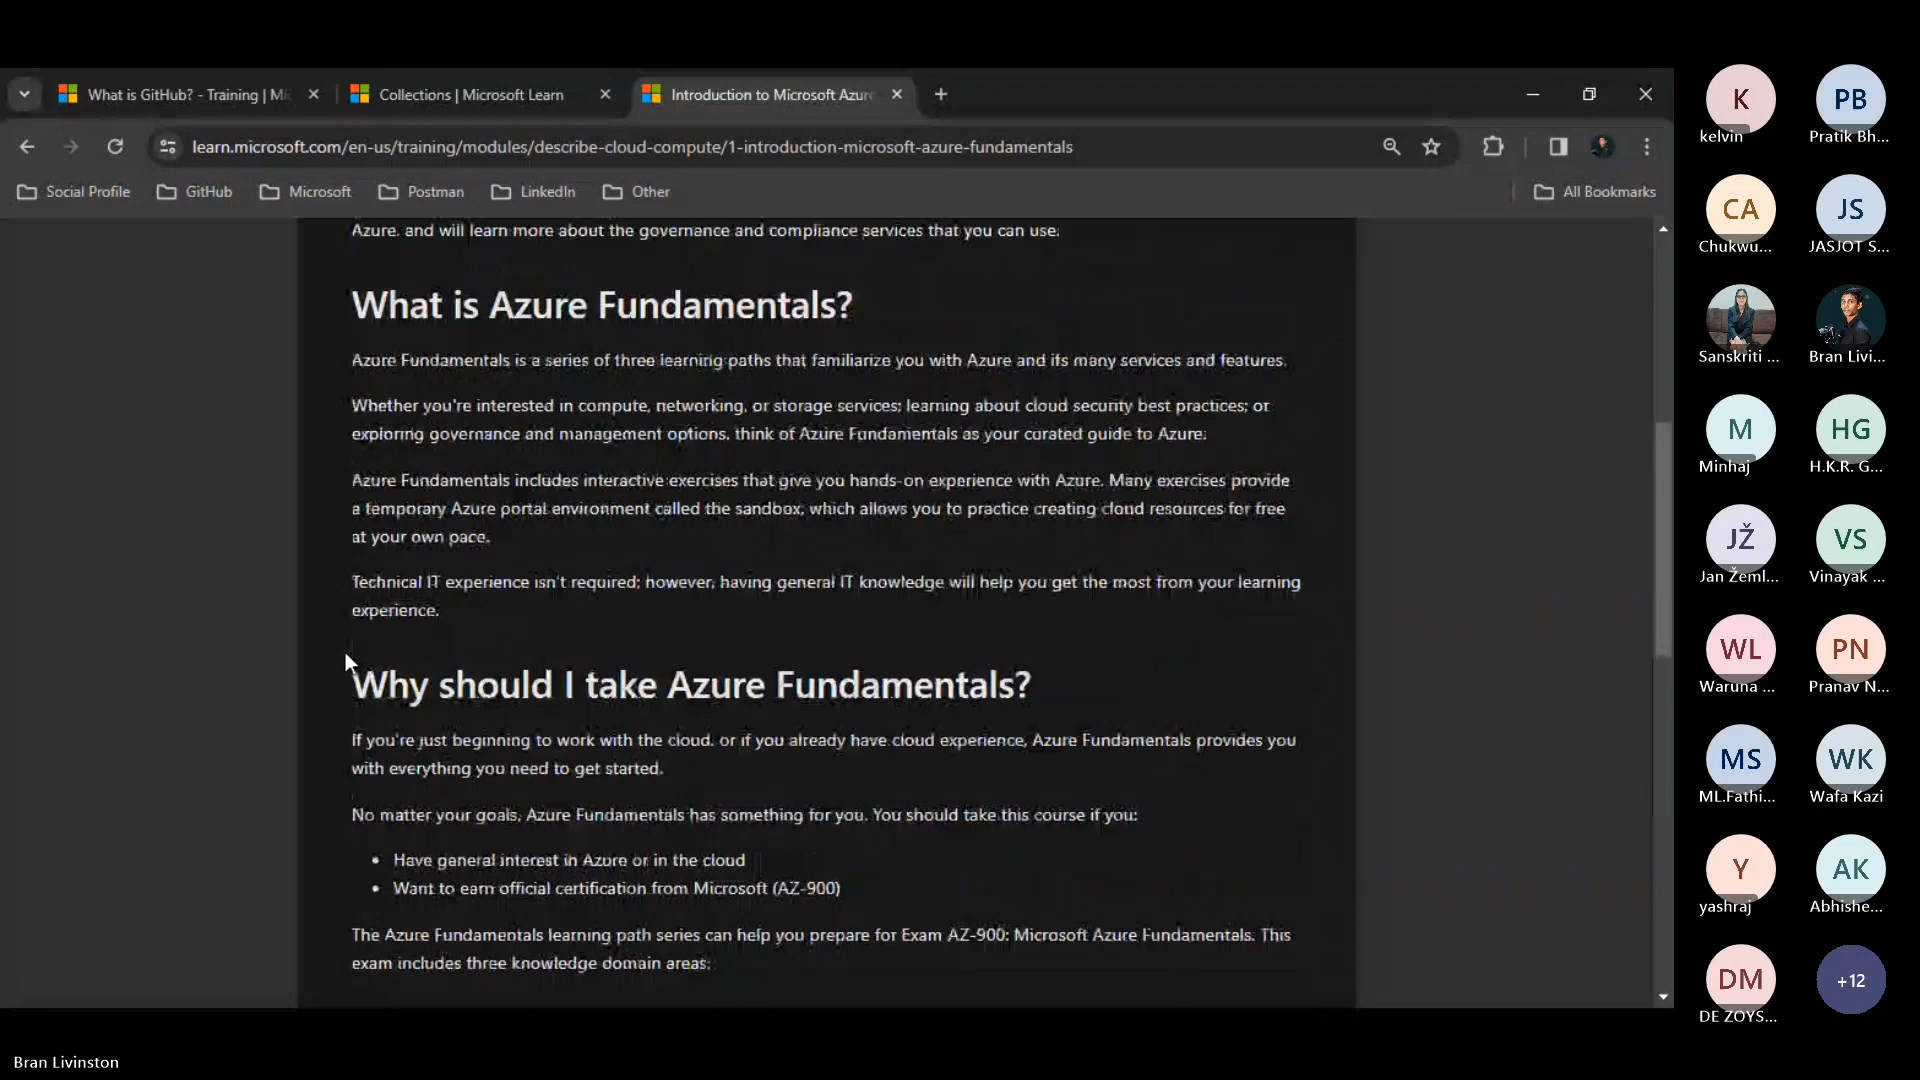 What is GitHub? - Training | Mi
Collections | Microsoft Learn
Introduction to Microsoft Azure
learn.microsoft.com/en-us/training/modules/describe-cloud-compute/1-introduction-microsoft-azure-fundamentals
Social Profile
GitHub
Microsoft
Postman
LinkedIn
Other
All Bookmarks
Azure, and will learn more about the governance and compliance services that you can use.
What is Azure Fundamentals?
Azure Fundamentals is a series of three learning paths that familiarize you with Azure and its many services and features.
Whether you're interested in compute, networking, or storage services; learning about cloud security best practices; or
exploring governance and management options, think of Azure Fundamentals as your curated guide to Azure.
Azure Fundamentals includes interactive exercises that give you hands-on experience with Azure. Many exercises provide
a temporary Azure portal environment called the sandbox, which allows you to practice creating cloud resources for free
at your own pace.
Technical IT experience isn't required; however, having general IT knowledge will help you get the most from your learning
experience.
Why should I take Azure Fundamentals?
If you're just beginning to work with the cloud, or if you already have cloud experience, Azure Fundamentals provides you
with everything you need to get started.
No matter your goals, Azure Fundamentals has something for you. You should take this course if you:
• Have general interest in Azure or in the cloud
• Want to earn official certification from Microsoft (AZ-900)
The Azure Fundamentals learning path series can help you prepare for Exam AZ-900: Microsoft Azure Fundamentals. This
exam includes three knowledge domain areas:
K
kelvin
PB
Pratik Bh...
CA
Chukwu...
JS
JASJOT S...
Sanskriti ...
Bran Livi...
M
Minhaj
HG
H.K.R. G...
JŽ
Jan Žeml...
VS
Vinayak ...
WL
Waruna ...
PN
Pranav N...
MS
ML.Fathi...
WK
Wafa Kazi
Y
yashraj
AK
Abhishe...
DM
DE ZOYS...
+12
Bran Livinston